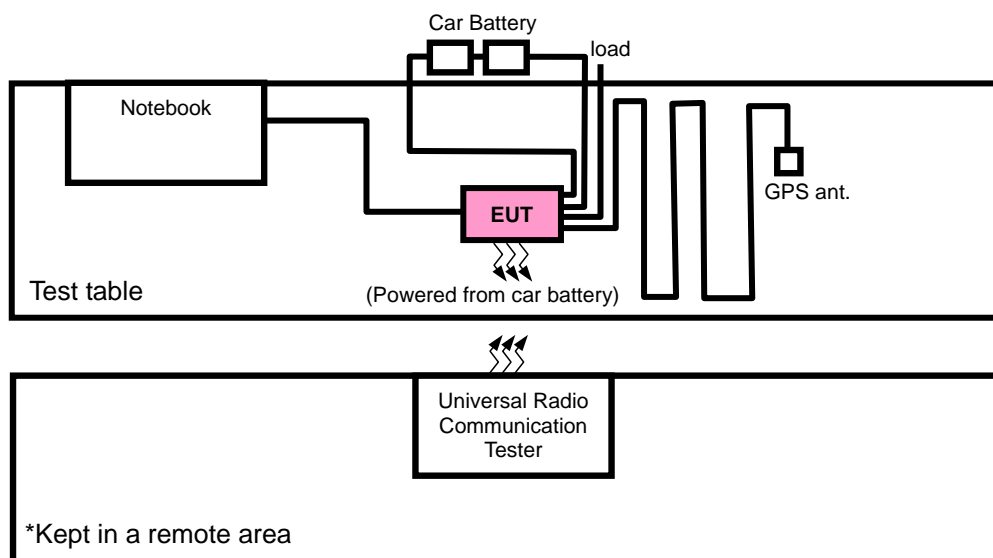 Car Battery
load
Notebook
GPS ant.
EUT
(Powered from car battery)
Test table
Universal Radio
Communication
Tester
*Kept in a remote area